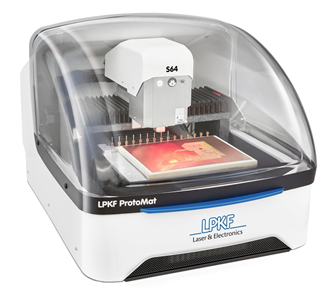 S64
LPKF ProtoMat
LPKF
Laser & Electronics